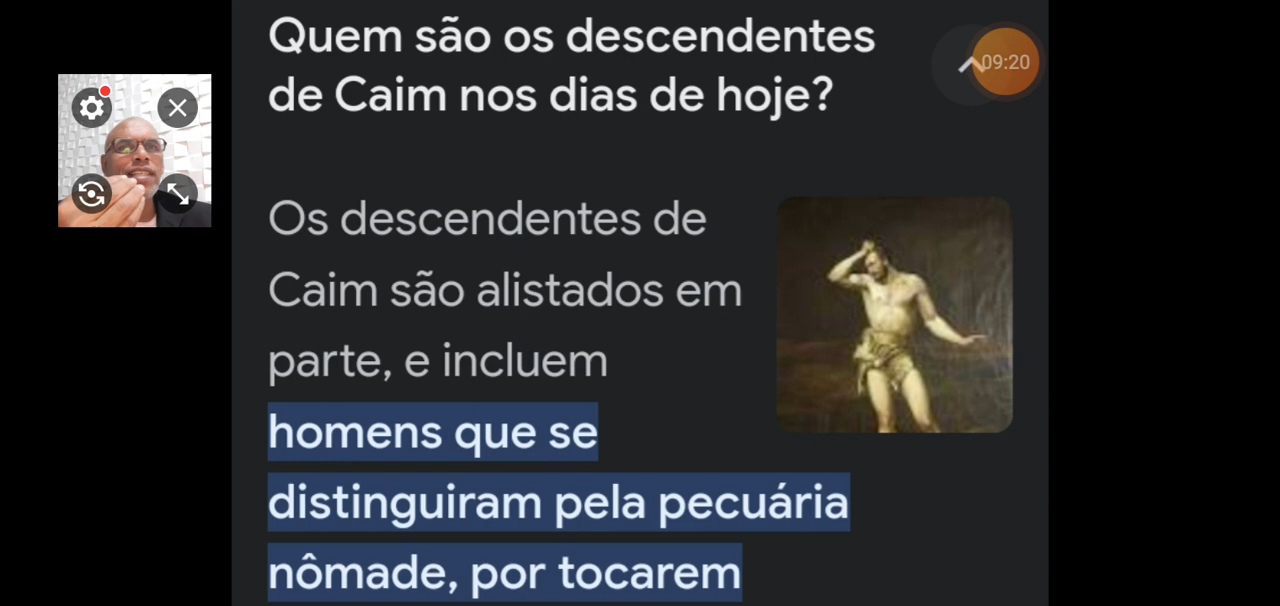 Quem são os descendentes
de Caim nos dias de hoje?
09:20
Os descendentes de
Caim são alistados em
parte, e incluem
homens que se
distinguiram pela pecuária
nômade, por tocarem